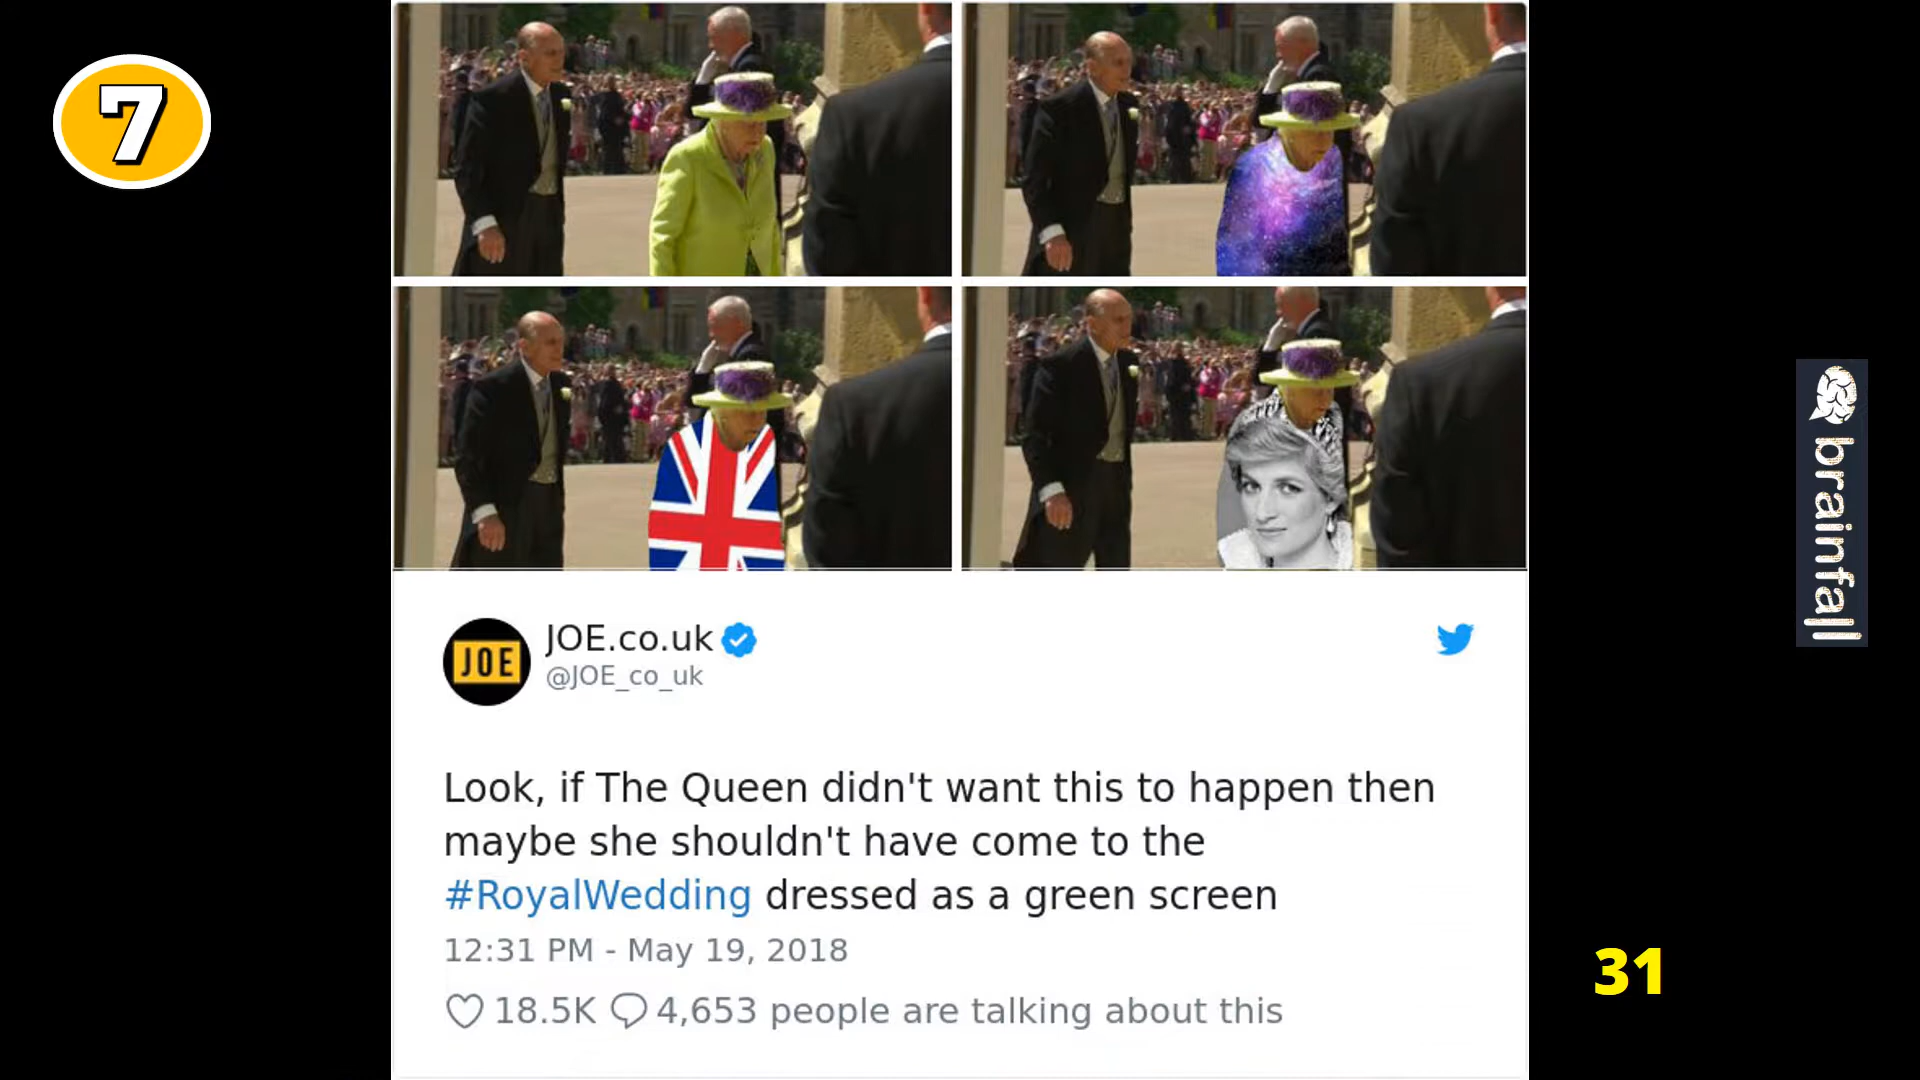 7
JOE
JOE.co.uk
@JOE_co_uk
Look, if The Queen didn't want this to happen then
maybe she shouldn't have come to the
#RoyalWedding dressed as a green screen
12:31 PM - May 19, 2018
18.5K 4,653 people are talking about this
brainfall
31